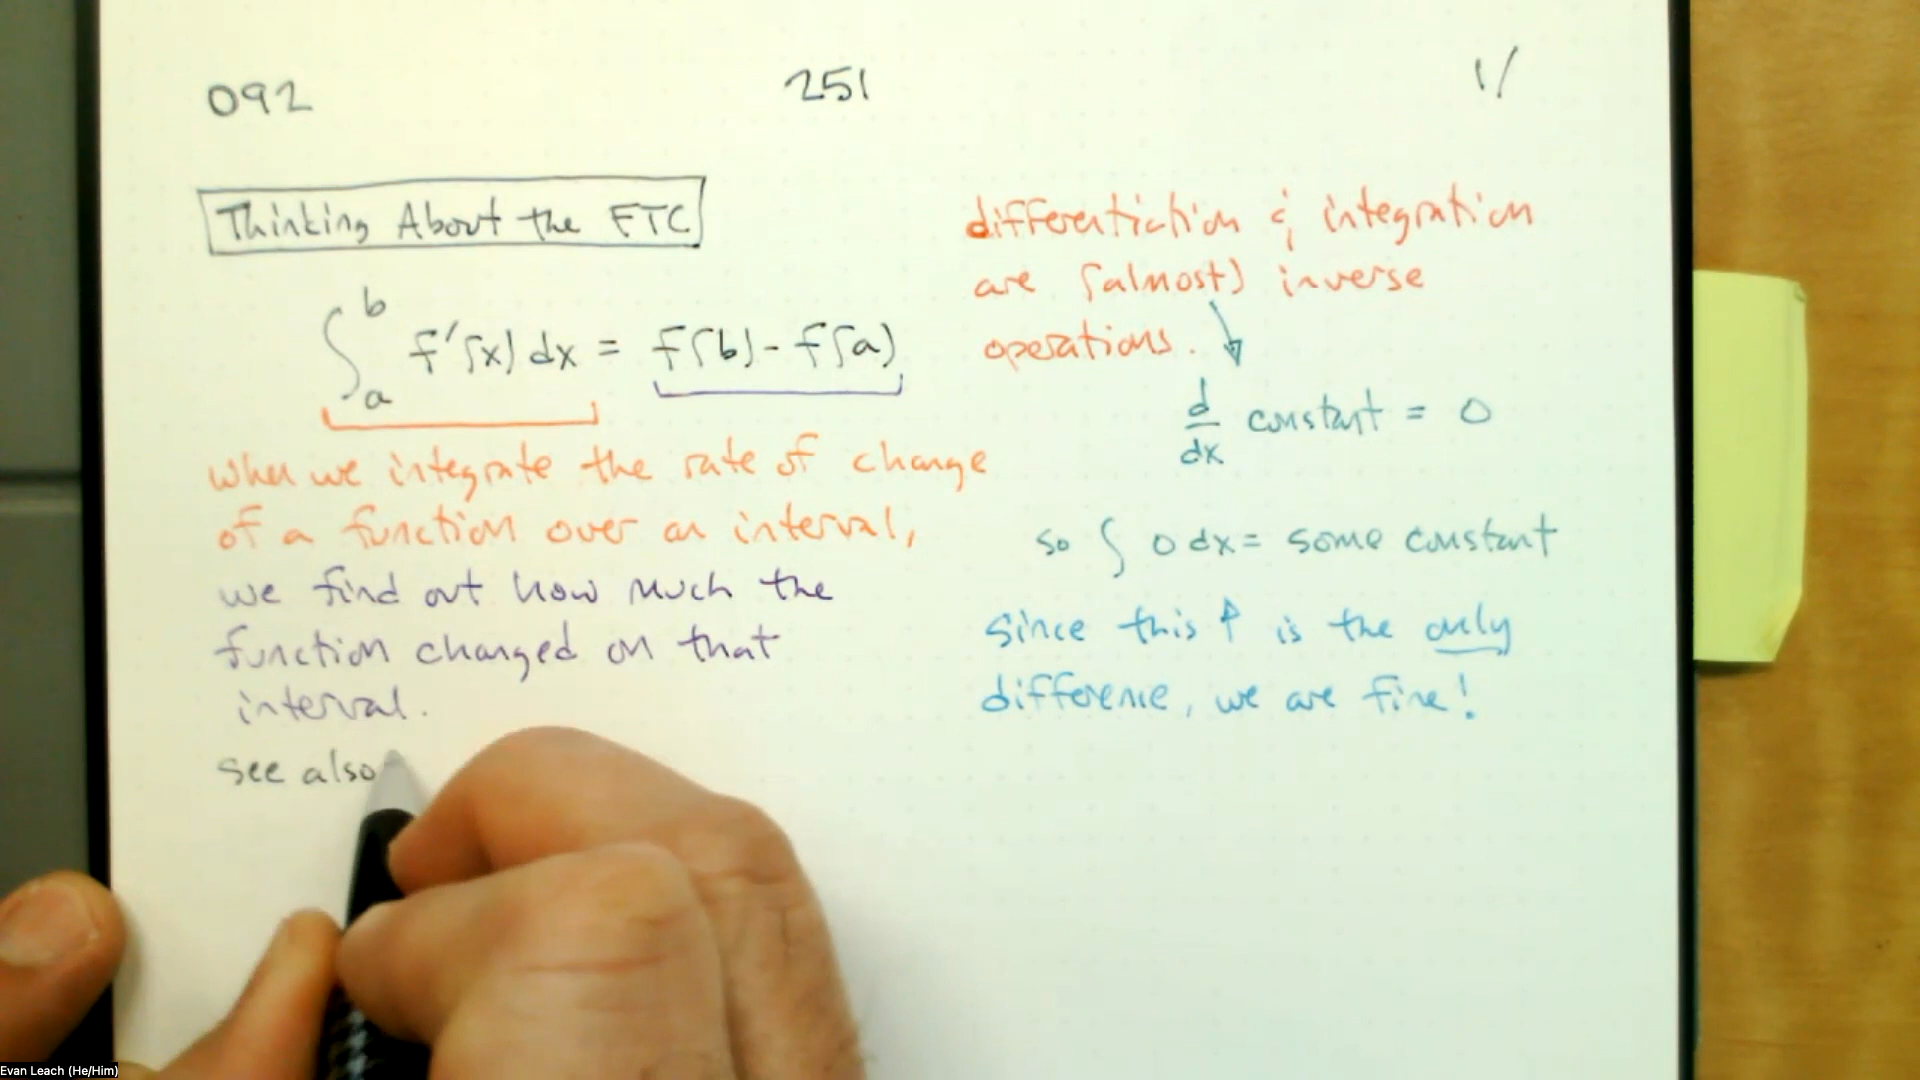 092 251 1/
Thinking About the FTC
∫_a^b f'(x) dx = f(b) - f(a)
when we integrate the rate of change
of a function over an interval,
we find out how much the
function changed on that
interval.
see also
differentiation & integration
are (almost) inverse
operations.
d/dx constant = 0
so ∫ 0 dx = some constant
since this ↑ is the only
difference, we are fine!
Evan Leach (He/Him)